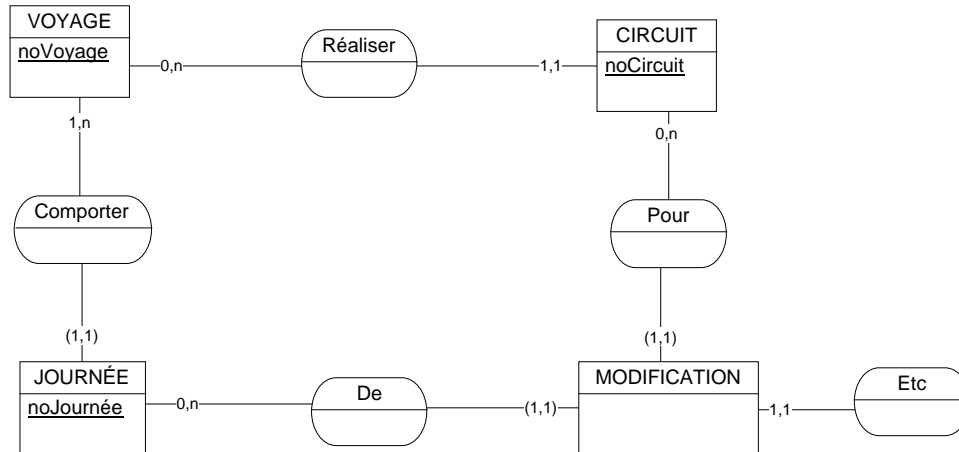 VOYAGE
noVoyage
0,n
Réaliser
1,1
CIRCUIT
noCircuit
1,n
0,n
Comporter
Pour
(1,1)
(1,1)
JOURNÉE
noJournée
0,n
De
(1,1)
MODIFICATION
1,1
Etc